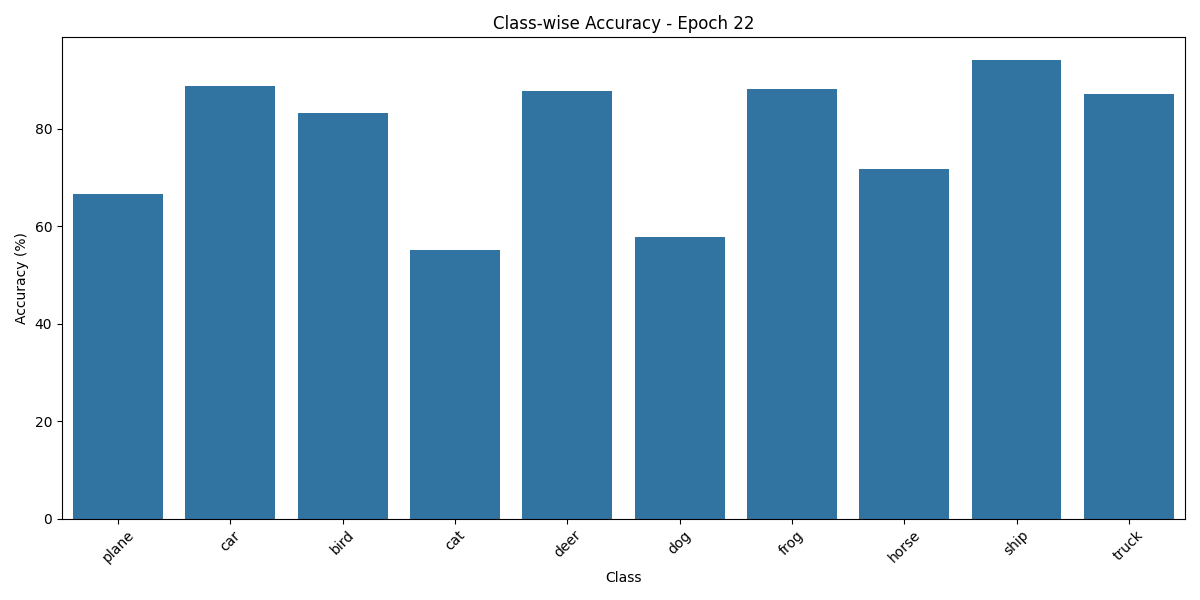 Class-wise Accuracy - Epoch 22
Accuracy (%)
80
60
40
20
0
plane
car
bird
cat
deer
dog
frog
horse
ship
truck
Class